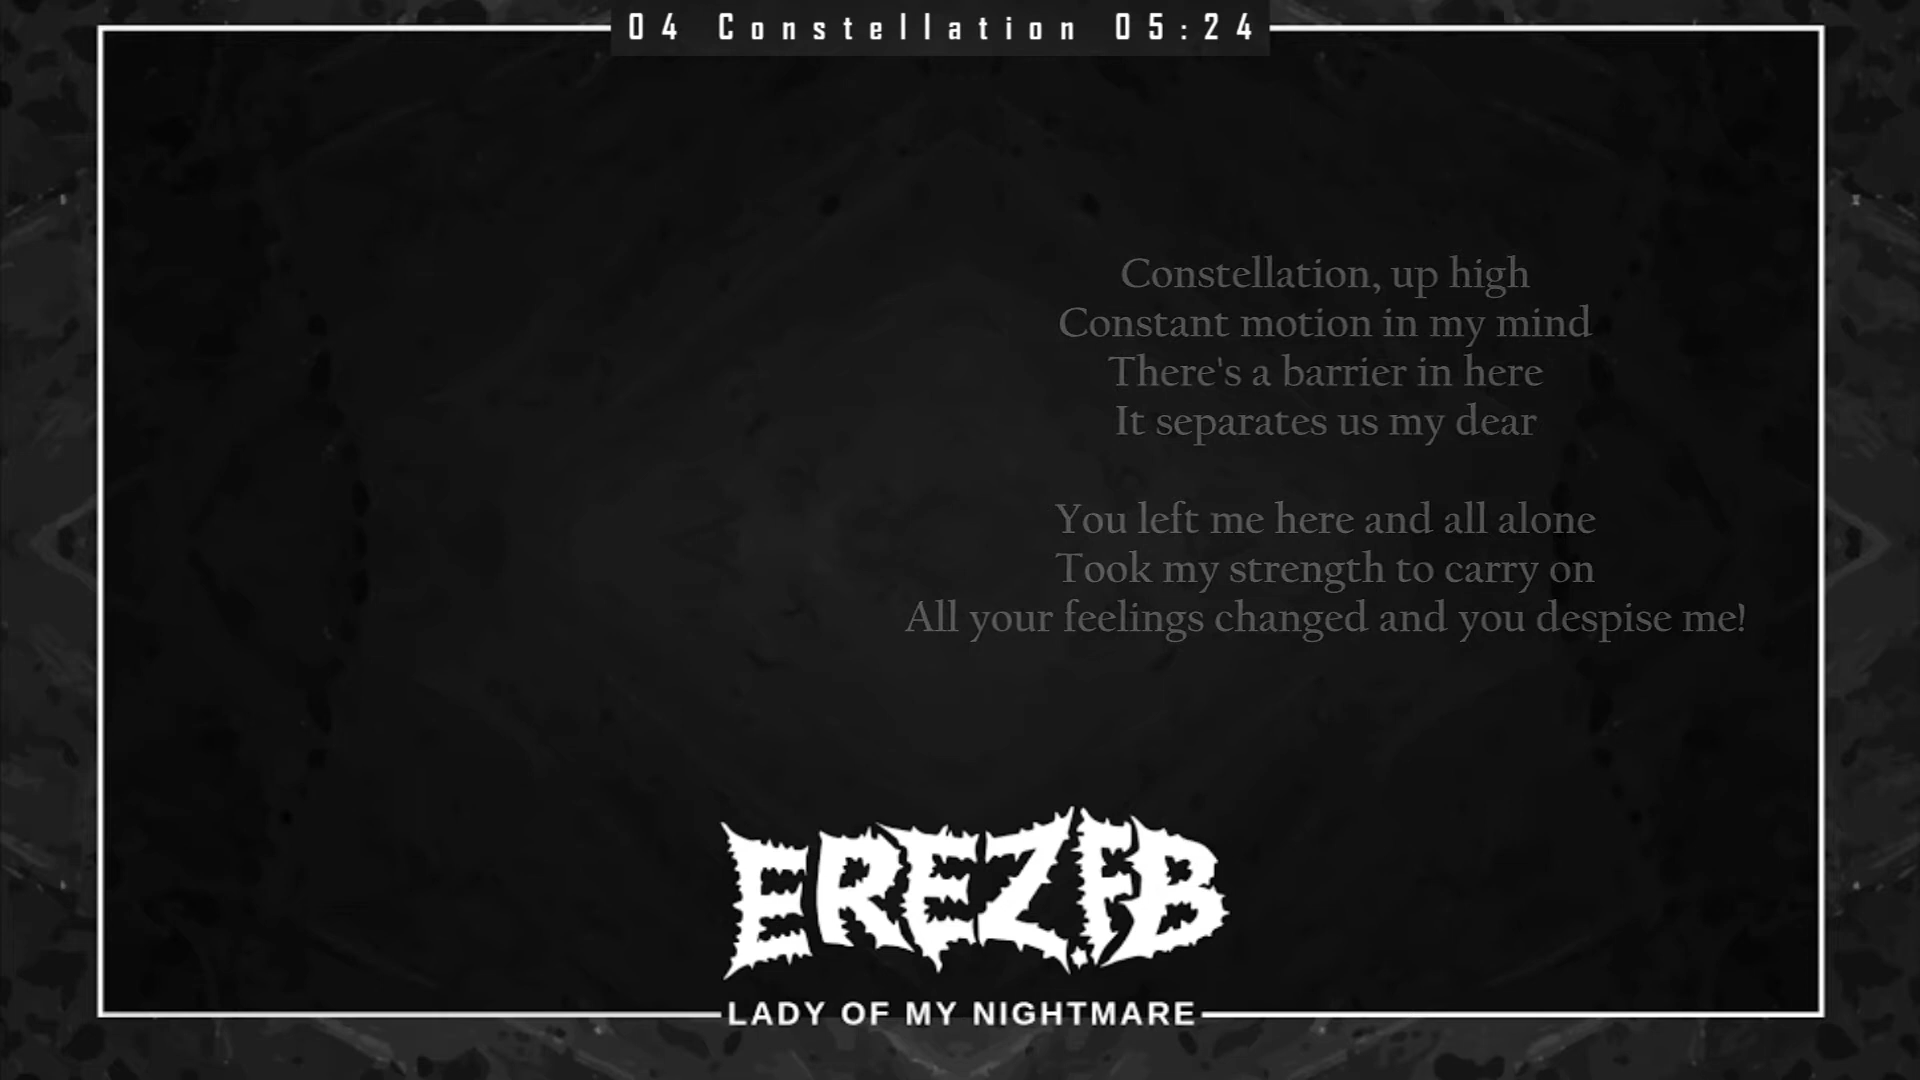 04 Constellation 05:24
Constellation, up high
Constant motion in my mind
There's a barrier in here
It separates us my dear
You left me here and all alone
Took my strength to carry on
All your feelings changed and you despise me!
EREZ.FB
LADY OF MY NIGHTMARE